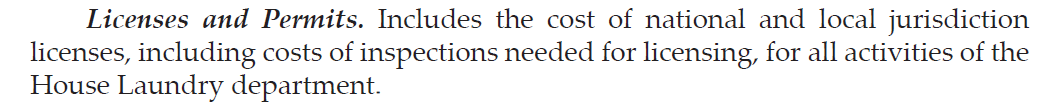 Licenses and Permits. Includes the cost of national and local jurisdiction
licenses, including costs of inspections needed for licensing, for all activities of the
House Laundry department.